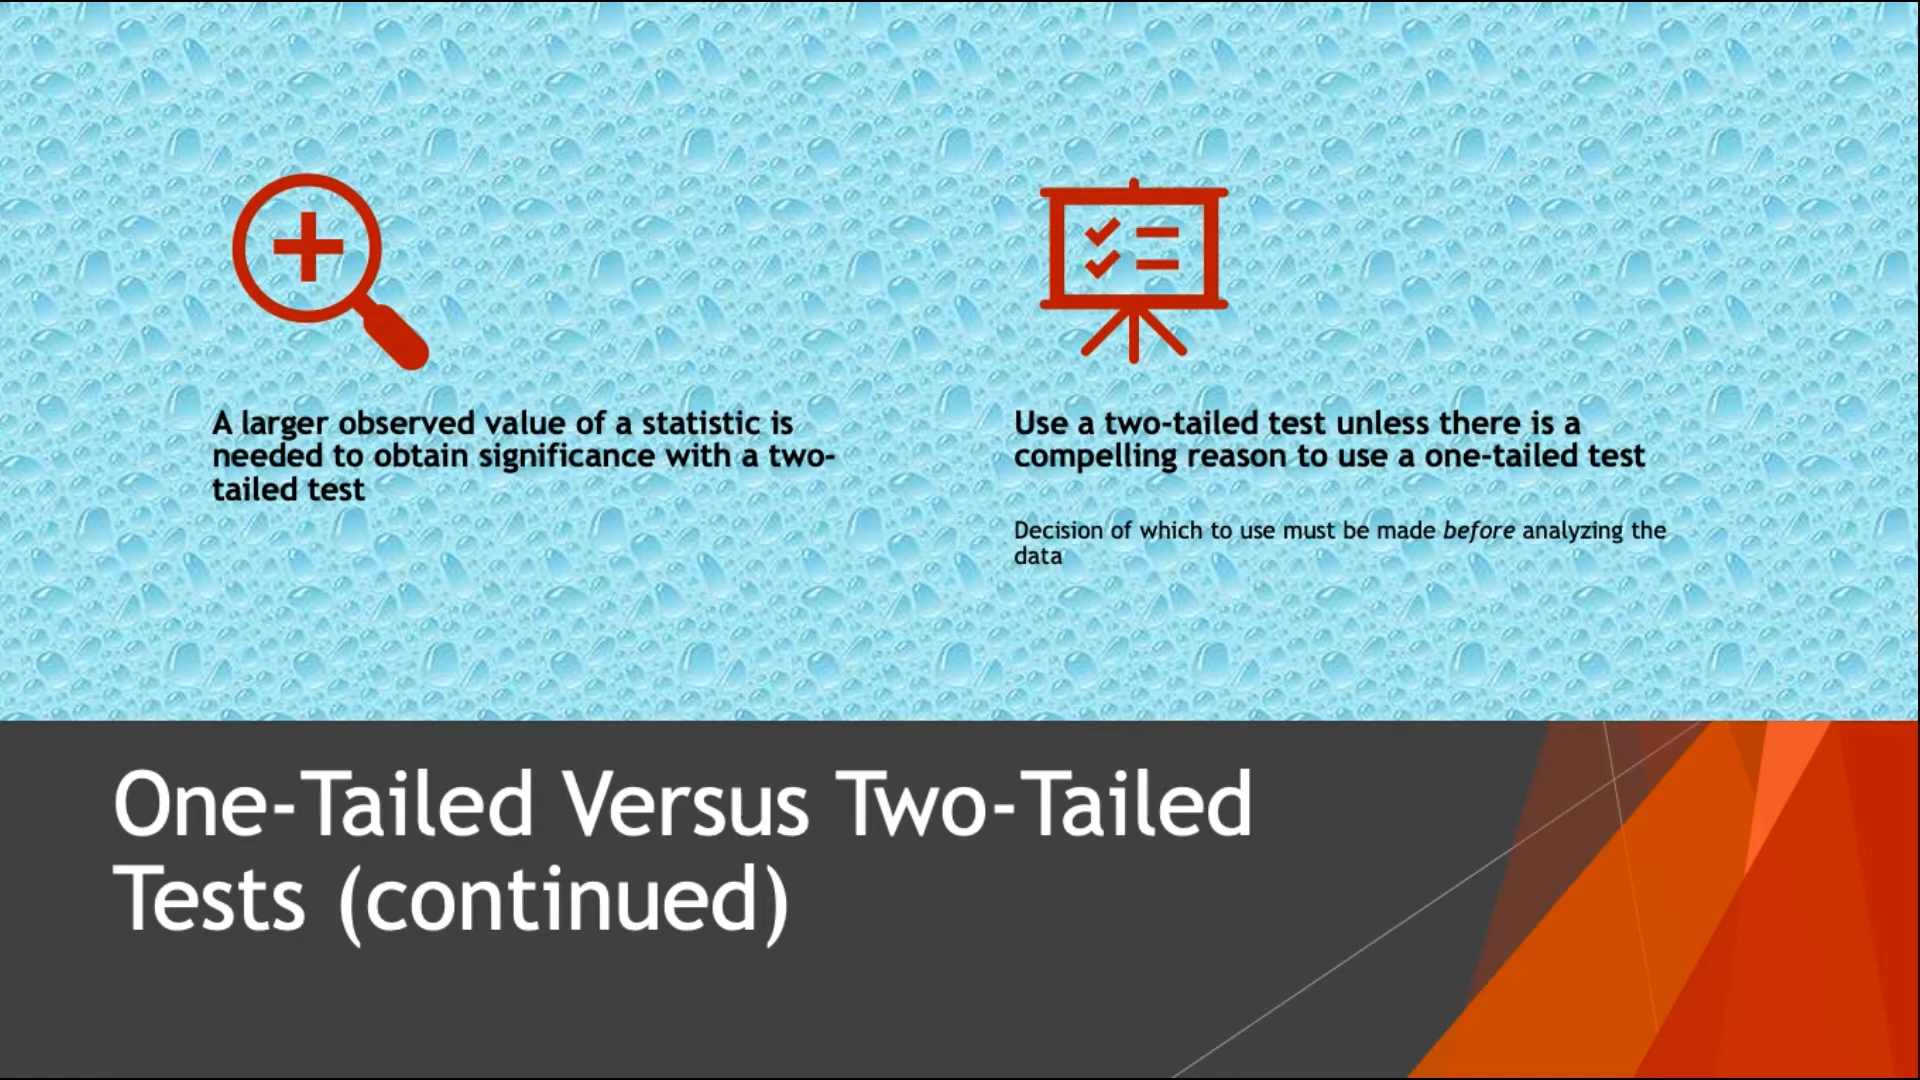 A larger observed value of a statistic is
needed to obtain significance with a two-
tailed test
Use a two-tailed test unless there is a
compelling reason to use a one-tailed test
Decision of which to use must be made before analyzing the
data
One-Tailed Versus Two-Tailed
Tests (continued)